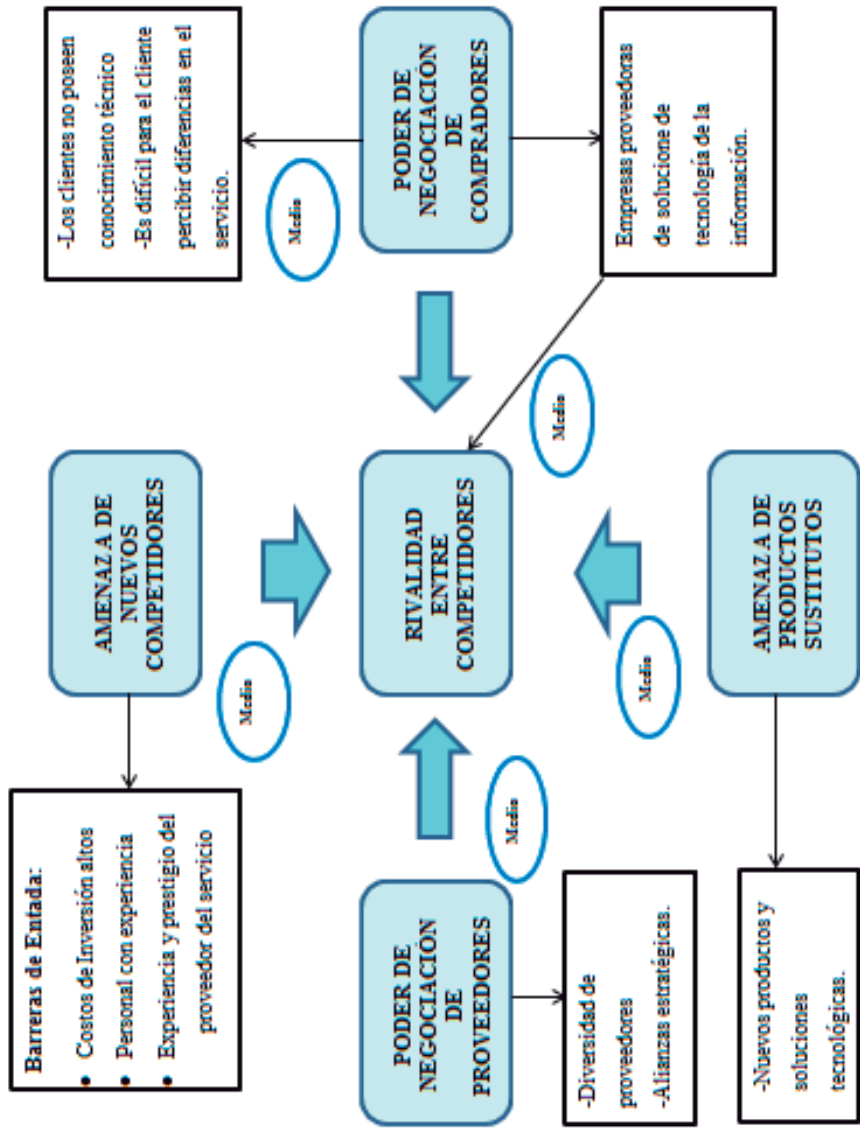 Barreras de Entada:
• Costos de Inversión altos
• Personal con experiencia
• Experiencia y prestigio del
proveedor del servicio
AMENAZA DE
NUEVOS
COMPETIDORES
Medio
-Los clientes no poseen
conocimiento técnico
-Es difícil para el cliente
percibir diferencias en el
servicio.
Medio
PODER DE
NEGOCIACIÓN
DE
PROVEEDORES
Medio
RIVALIDAD
ENTRE
COMPETIDORES
PODER DE
NEGOCIACIÓN
DE
COMPRADORES
-Diversidad de
proveedores
-Alianzas estratégicas.
Medio
Medio
Empresas proveedoras
de solucione de
tecnología de la
información.
-Nuevos productos y
soluciones
tecnológicas.
AMENAZA DE
PRODUCTOS
SUSTITUTOS